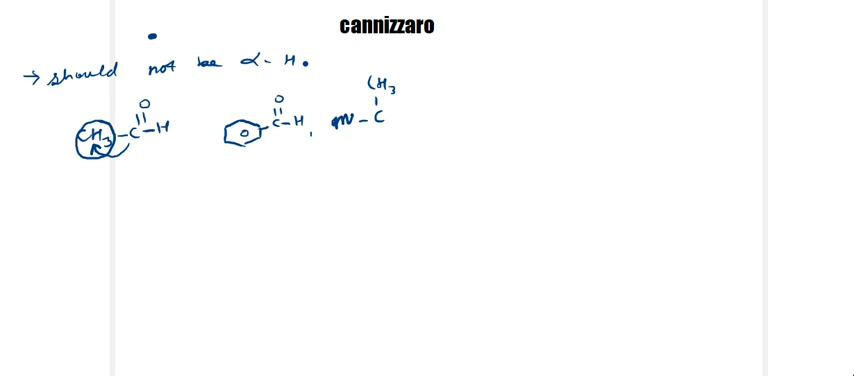 cannizzaro
→ should not be α - H.
CH3 - C - H
O
C - H,
O
CH3
- C